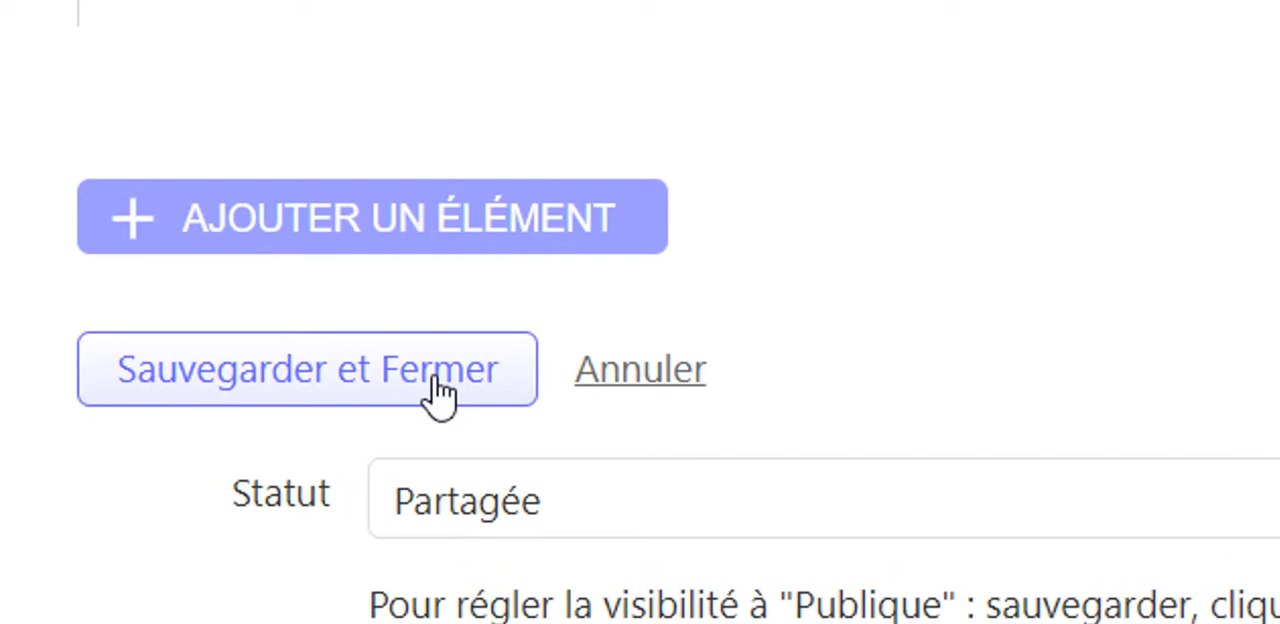 AJOUTER UN ÉLÉMENT
Sauvegarder et Fermer Annuler
Statut Partagée
Pour régler la visibilité à "Publique" : sauvegarder,